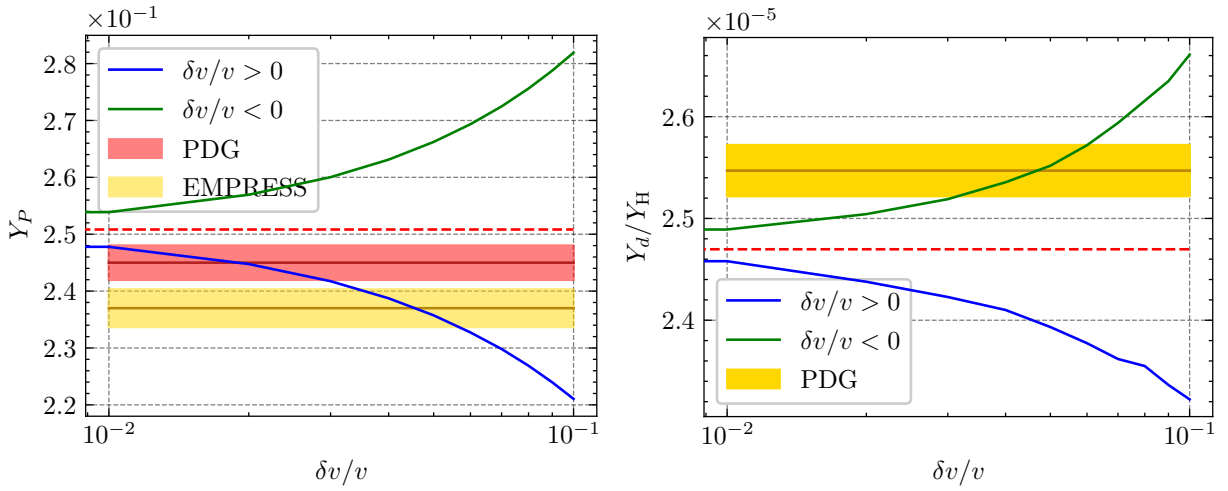 ×10⁻¹
2.8
2.7
2.6
2.5
2.4
2.3
2.2
Y_P
δv/v > 0
δv/v < 0
PDG
EMPRESS
10⁻²
10⁻¹
δv/v
×10⁻⁵
2.6
2.5
2.4
Y_d/Y_H
δv/v > 0
δv/v < 0
PDG
10⁻²
10⁻¹
δv/v